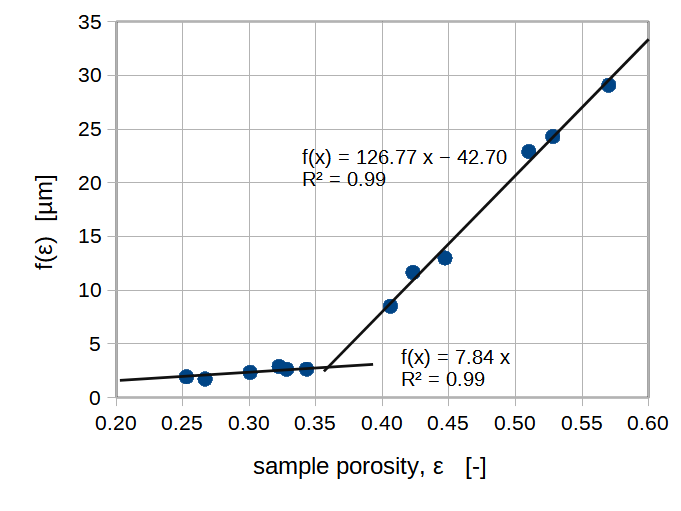 35
30
25
20
15
10
5
0
f(ε) [µm]
f(x) = 126.77 x − 42.70
R² = 0.99
f(x) = 7.84 x
R² = 0.99
0.20 0.25 0.30 0.35 0.40 0.45 0.50 0.55 0.60
sample porosity, ε [-]